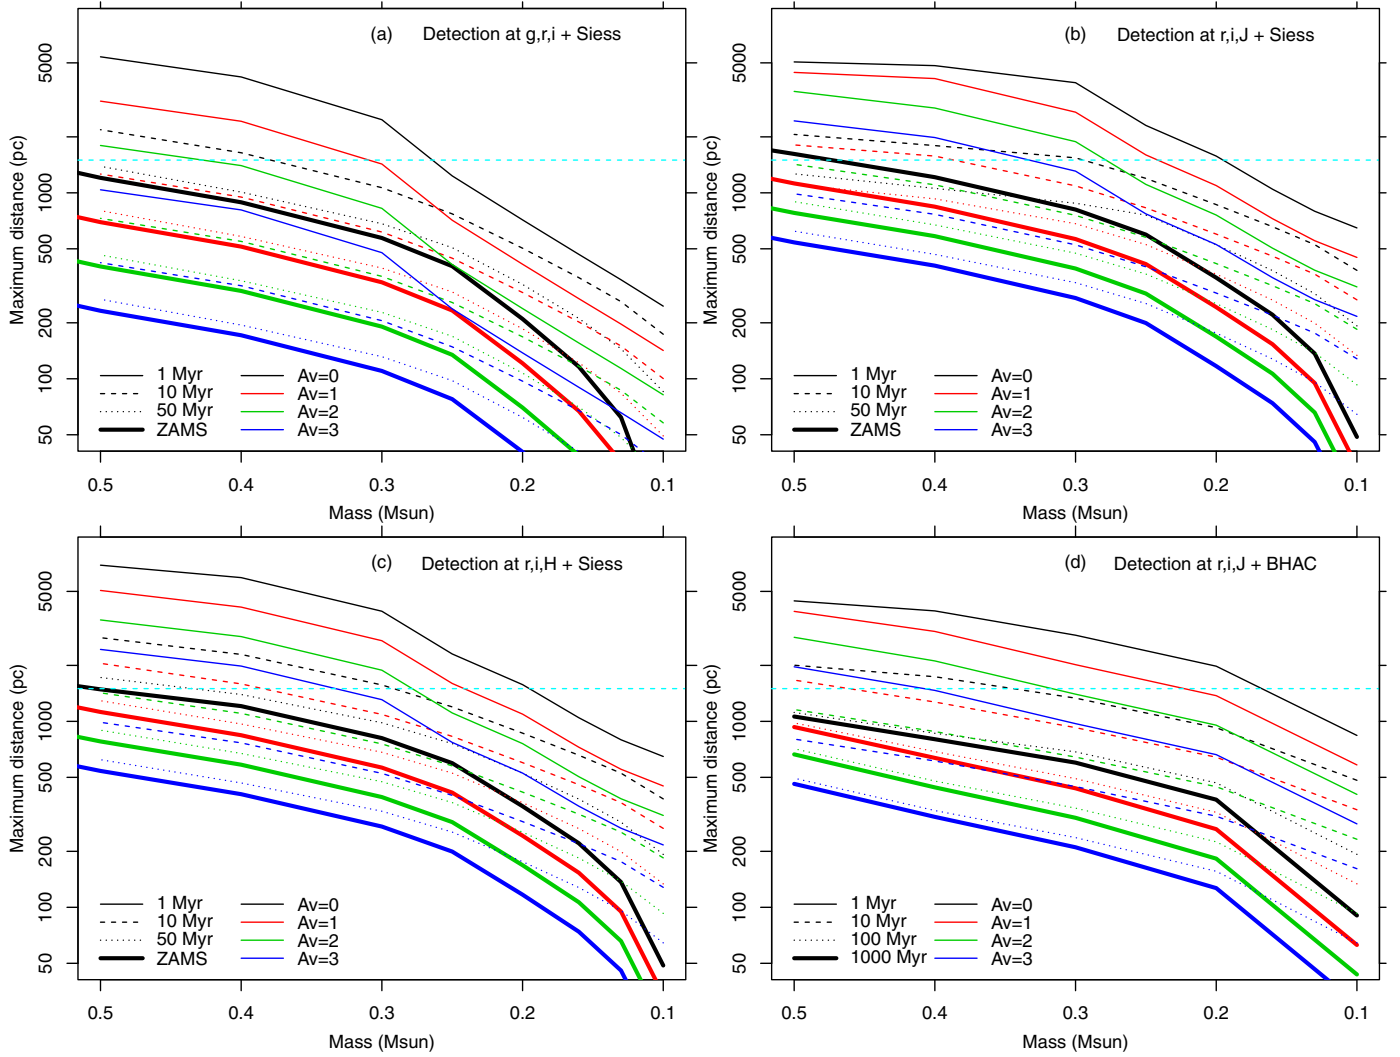 (a) Detection at g,r,i + Siess
Maximum distance (pc)
5000
1000
500
200
100
50
1 Myr Av=0
10 Myr Av=1
50 Myr Av=2
ZAMS Av=3
0.5 0.4 0.3 0.2 0.1
Mass (Msun)
(b) Detection at r,i,J + Siess
Maximum distance (pc)
5000
1000
500
200
100
50
1 Myr Av=0
10 Myr Av=1
50 Myr Av=2
ZAMS Av=3
0.5 0.4 0.3 0.2 0.1
Mass (Msun)
(c) Detection at r,i,H + Siess
Maximum distance (pc)
5000
1000
500
200
100
50
1 Myr Av=0
10 Myr Av=1
50 Myr Av=2
ZAMS Av=3
0.5 0.4 0.3 0.2 0.1
Mass (Msun)
(d) Detection at r,i,J + BHAC
Maximum distance (pc)
5000
1000
500
200
100
50
1 Myr Av=0
10 Myr Av=1
100 Myr Av=2
1000 Myr Av=3
0.5 0.4 0.3 0.2 0.1
Mass (Msun)